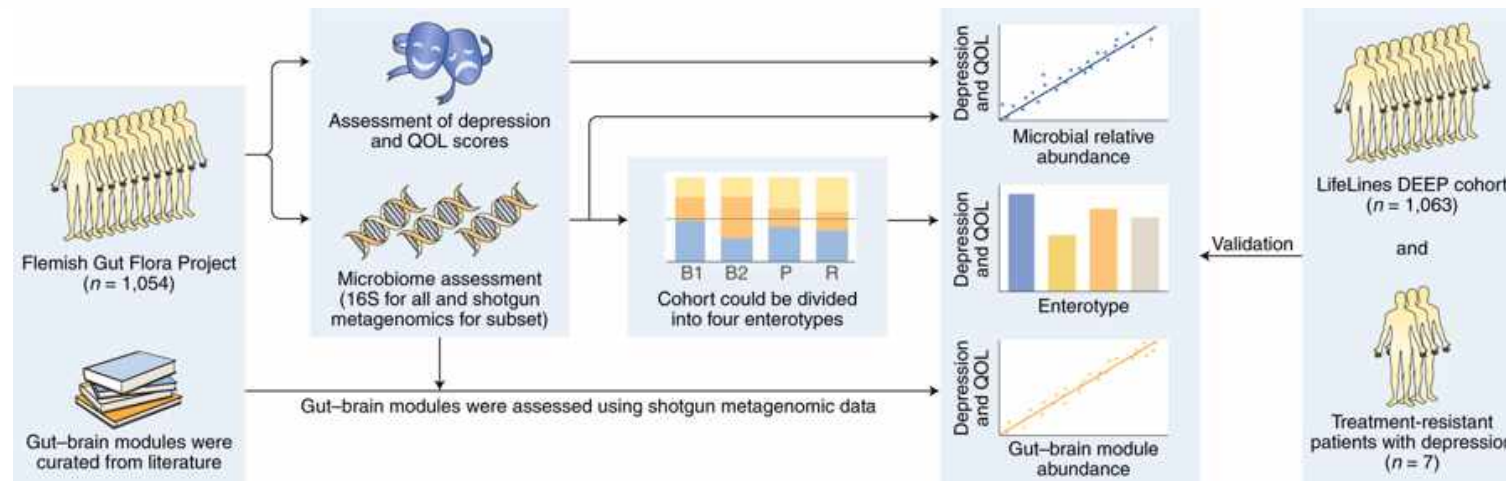 Flemish Gut Flora Project
(n = 1,054)
Gut–brain modules were
curated from literature
Assessment of depression
and QOL scores
Microbiome assessment
(16S for all and shotgun
metagenomics for subset)
B1 B2 P R
Cohort could be divided
into four enterotypes
Gut–brain modules were assessed using shotgun metagenomic data
Depression
and QOL
Microbial relative
abundance
Depression
and QOL
Enterotype
Depression
and QOL
Gut–brain module
abundance
Validation
LifeLines DEEP cohort
(n = 1,063)
and
Treatment-resistant
patients with depression
(n = 7)